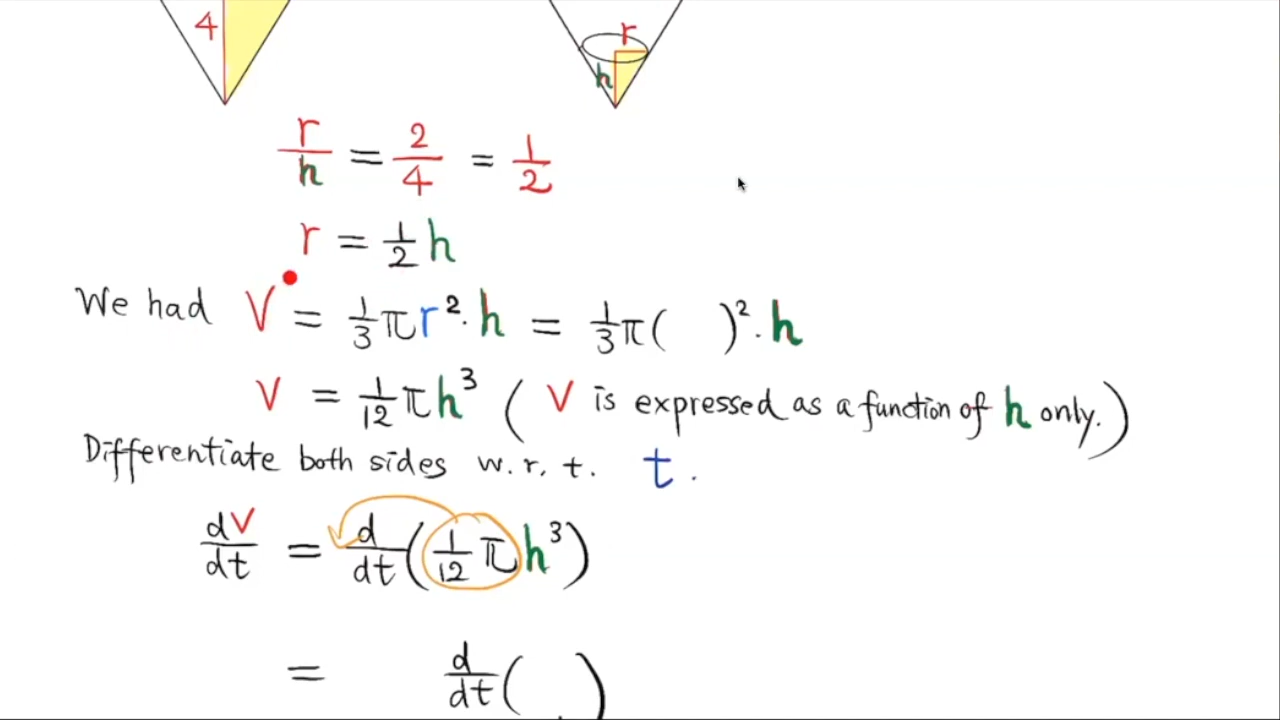 4
r
h
r/h = 2/4 = 1/2
r = 1/2 h
We had V = 1/3 π r². h = 1/3 π ( )². h
V = 1/12 π h³ ( V is expressed as a function of h only. )
Differentiate both sides w. r. t. t .
dV/dt = d/dt ( 1/12 π h³ )
= d/dt ( )